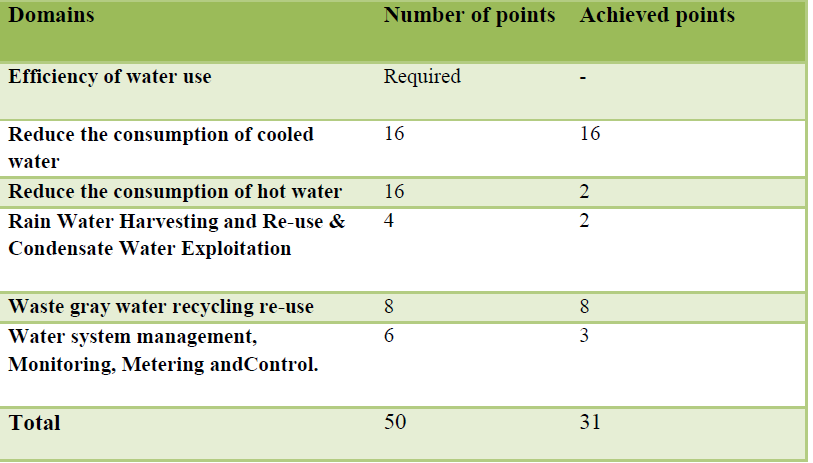 Domains Number of points Achieved points
Efficiency of water use Required -
Reduce the consumption of cooled 16 16
water
Reduce the consumption of hot water 16 2
Rain Water Harvesting and Re-use & 4 2
Condensate Water Exploitation
Waste gray water recycling re-use 8 8
Water system management, 6 3
Monitoring, Metering andControl.
Total 50 31